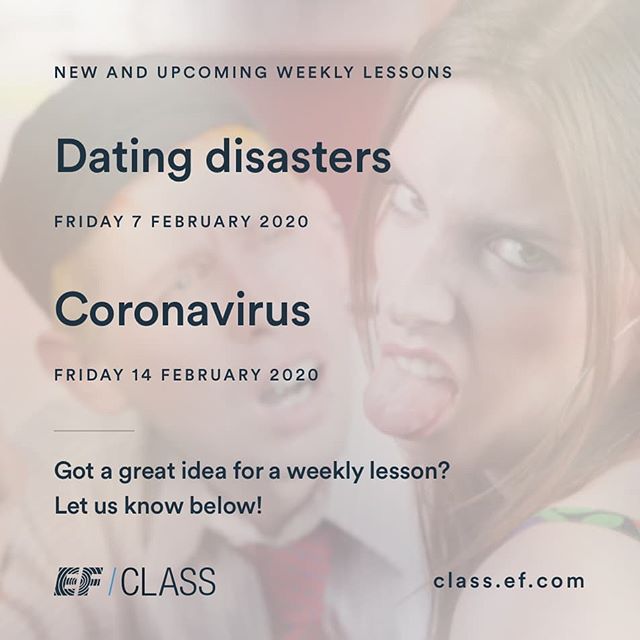 NEW AND UPCOMING WEEKLY LESSONS
Dating disasters
FRIDAY 7 FEBRUARY 2020
Coronavirus
FRIDAY 14 FEBRUARY 2020
Got a great idea for a weekly lesson?
Let us know below!
EF/CLASS
class.ef.com